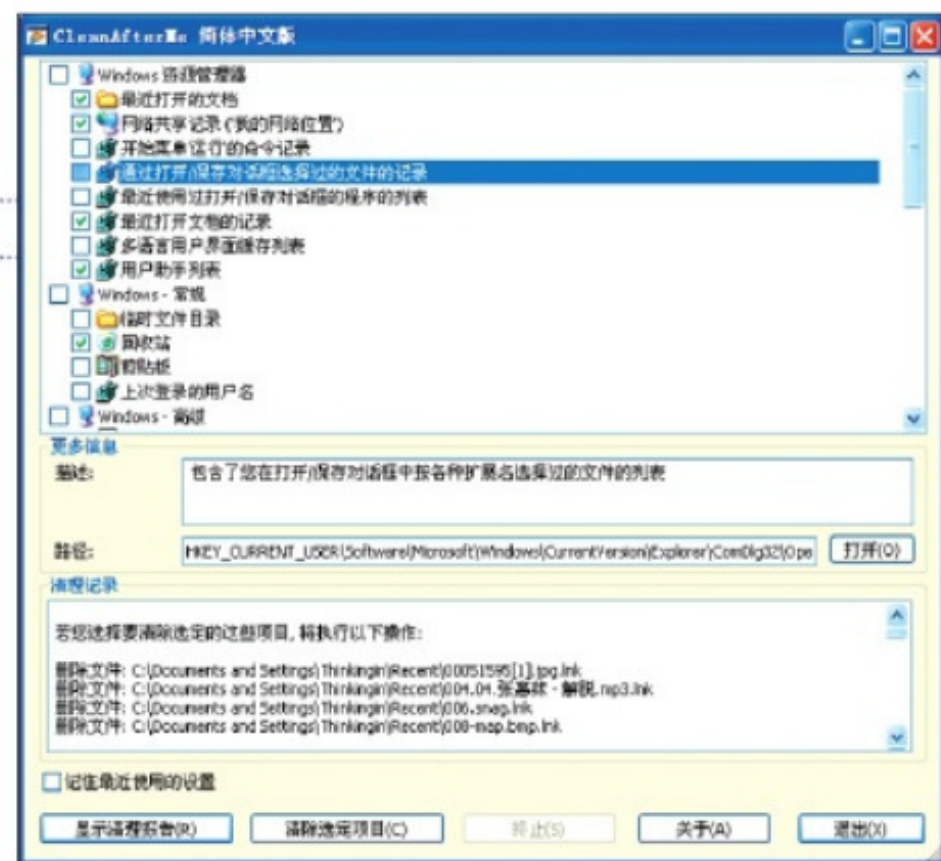 CleanAfterMe 简体中文版
Windows 资源管理器
最近打开的文档
网络共享记录("我的网络位置")
开始菜单'运行'的命令记录
通过打开/保存对话框选择过的文件的记录
最近使用过打开/保存对话框的程序的列表
最近打开文档的记录
多语言用户界面缓存列表
用户助手列表
Windows - 常规
临时文件目录
回收站
剪贴板
上次登录的用户名
Windows - 高级
更多信息
描述:
包含了您在打开/保存对话框中按各种扩展名选择过的文件的列表
路径:
HKEY_CURRENT_USER\Software\Microsoft\Windows\CurrentVersion\Explorer\ComDlg32\Ope
打开(O)
清理记录
若您选择要清除选定的这些项目, 将执行以下操作:
删除文件: C:\Documents and Settings\Thinkingin\Recent\00051595[1].jpg.lnk
删除文件: C:\Documents and Settings\Thinkingin\Recent\004.04.张惠妹 - 解脱.mp3.lnk
删除文件: C:\Documents and Settings\Thinkingin\Recent\006.snag.lnk
删除文件: C:\Documents and Settings\Thinkingin\Recent\008-map.bmp.lnk
记住最近使用的设置
显示清理报告(R)
清除选定项目(C)
终止(S)
关于(A)
退出(X)